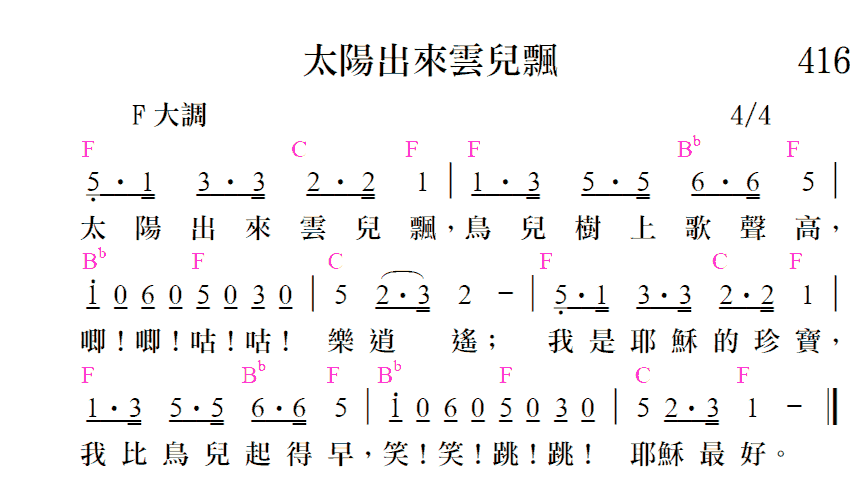 太陽出來雲兒飄 416
F大調 4/4
F C F F B♭ F
5̣·1 3·3 2·2 1 | 1·3 5·5 6·6 5 |
太陽出來雲兒飄，鳥兒樹上歌聲高，
B♭ F C F C F
1̇ 0 6 0 5 0 3 0 | 5 2·3 2 － | 5̣·1 3·3 2·2 1 |
唧！唧！咕！咕！樂逍遙；我是耶穌的珍寶，
F B♭ F B♭ F C F
1·3 5·5 6·6 5 | 1̇ 0 6 0 5 0 3 0 | 5 2·3 1 － ‖
我比鳥兒起得早，笑！笑！跳！跳！耶穌最好。